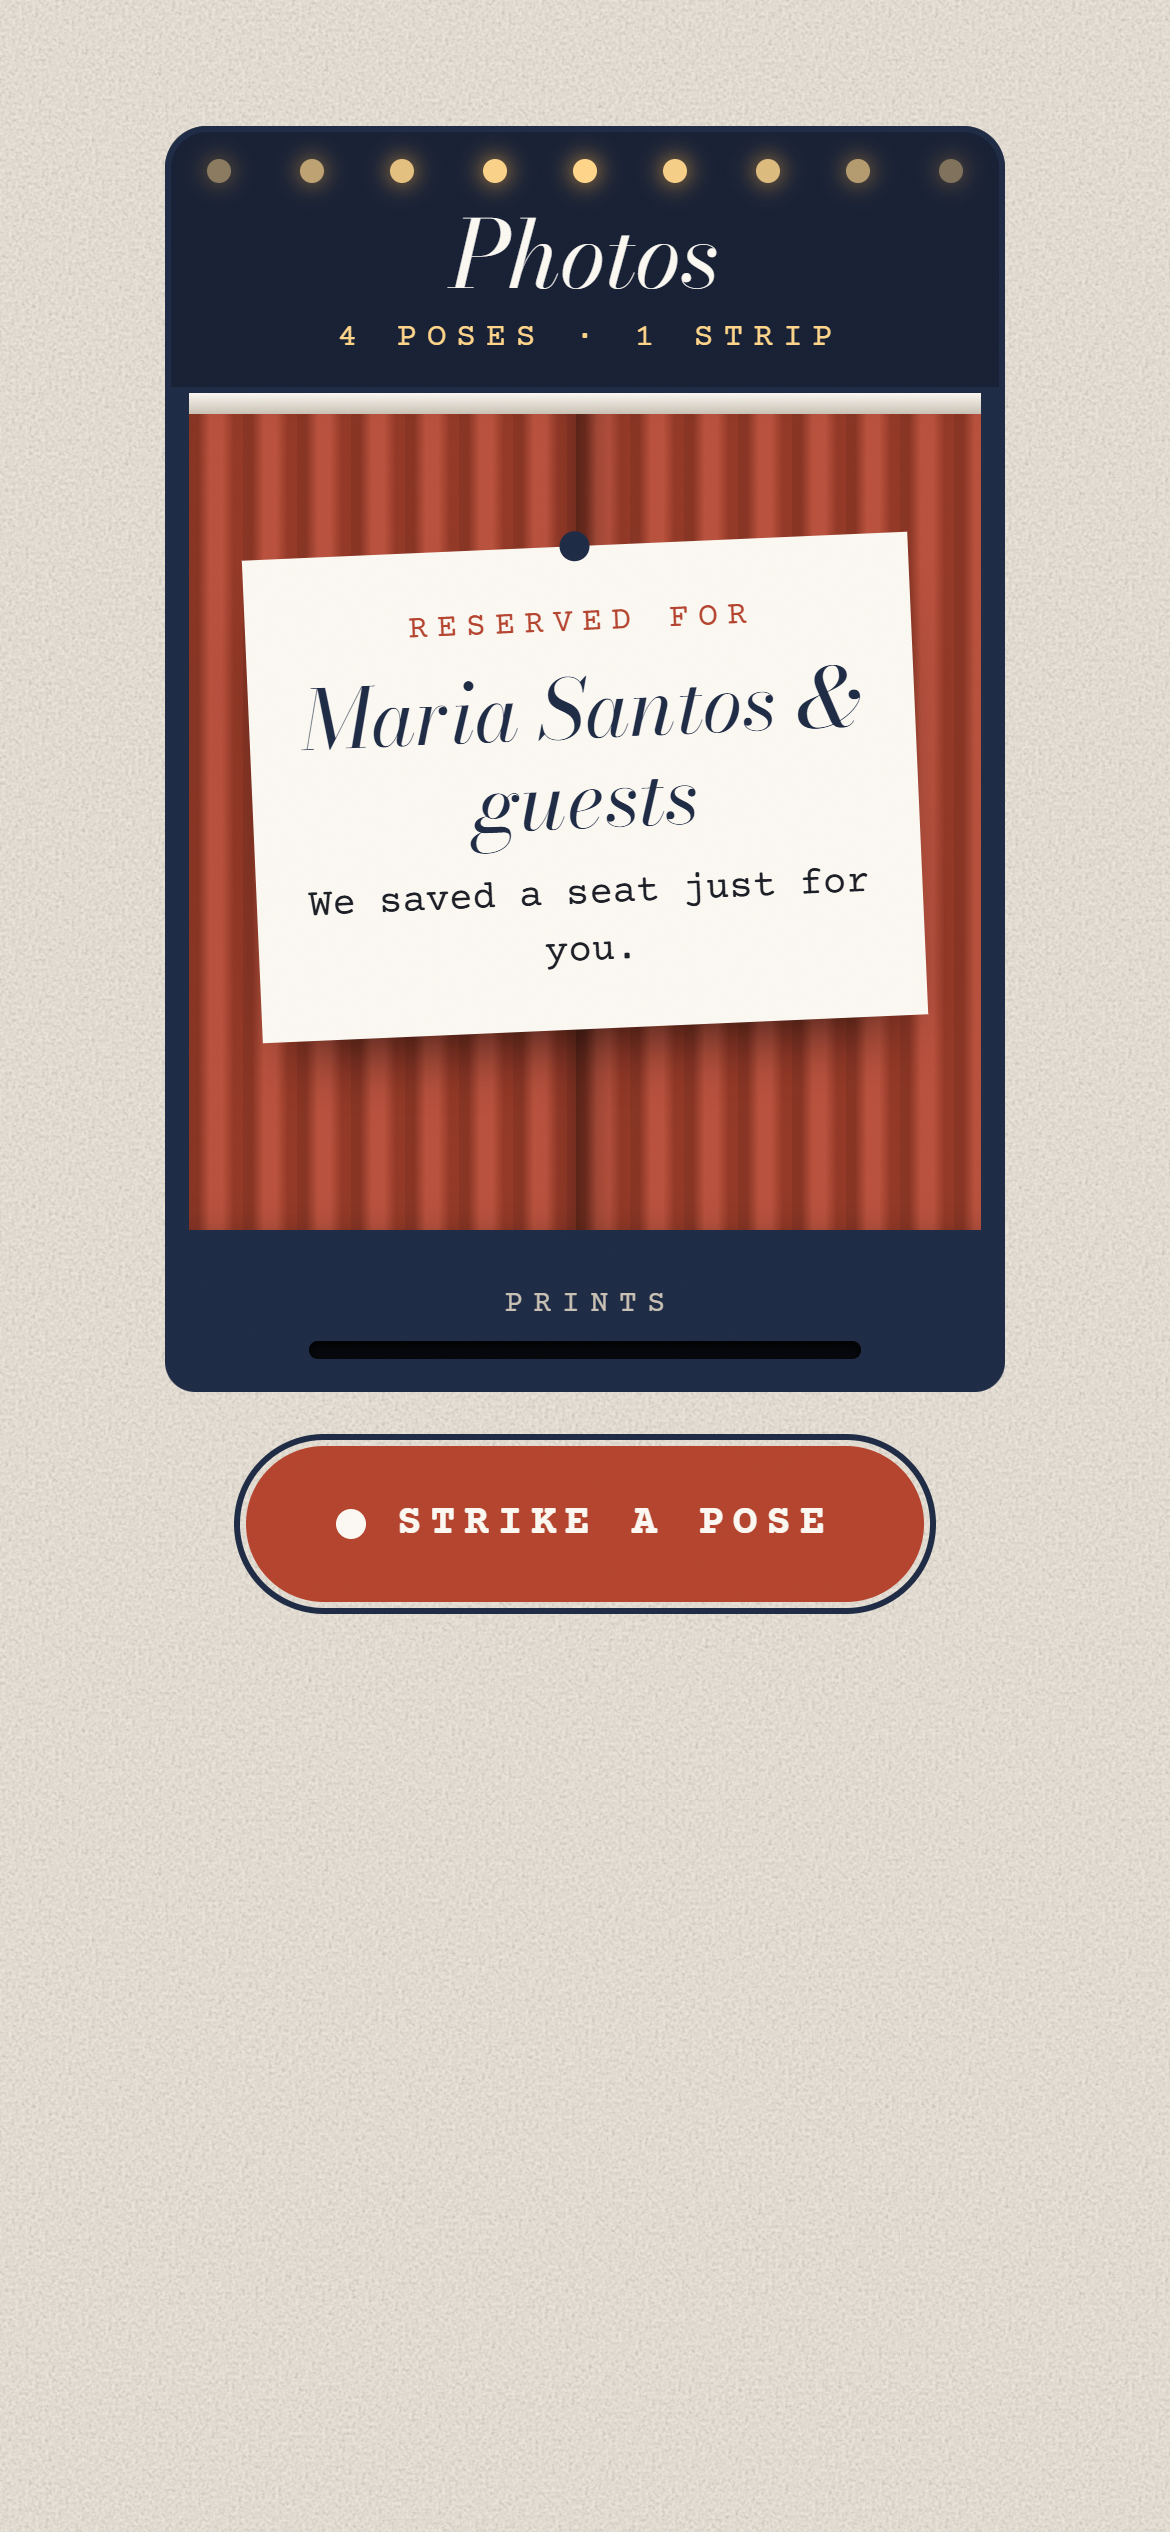 Photos
4 POSES · 1 STRIP
RESERVED FOR
Maria Santos &
guests
We saved a seat just for
you.
PRINTS
STRIKE A POSE